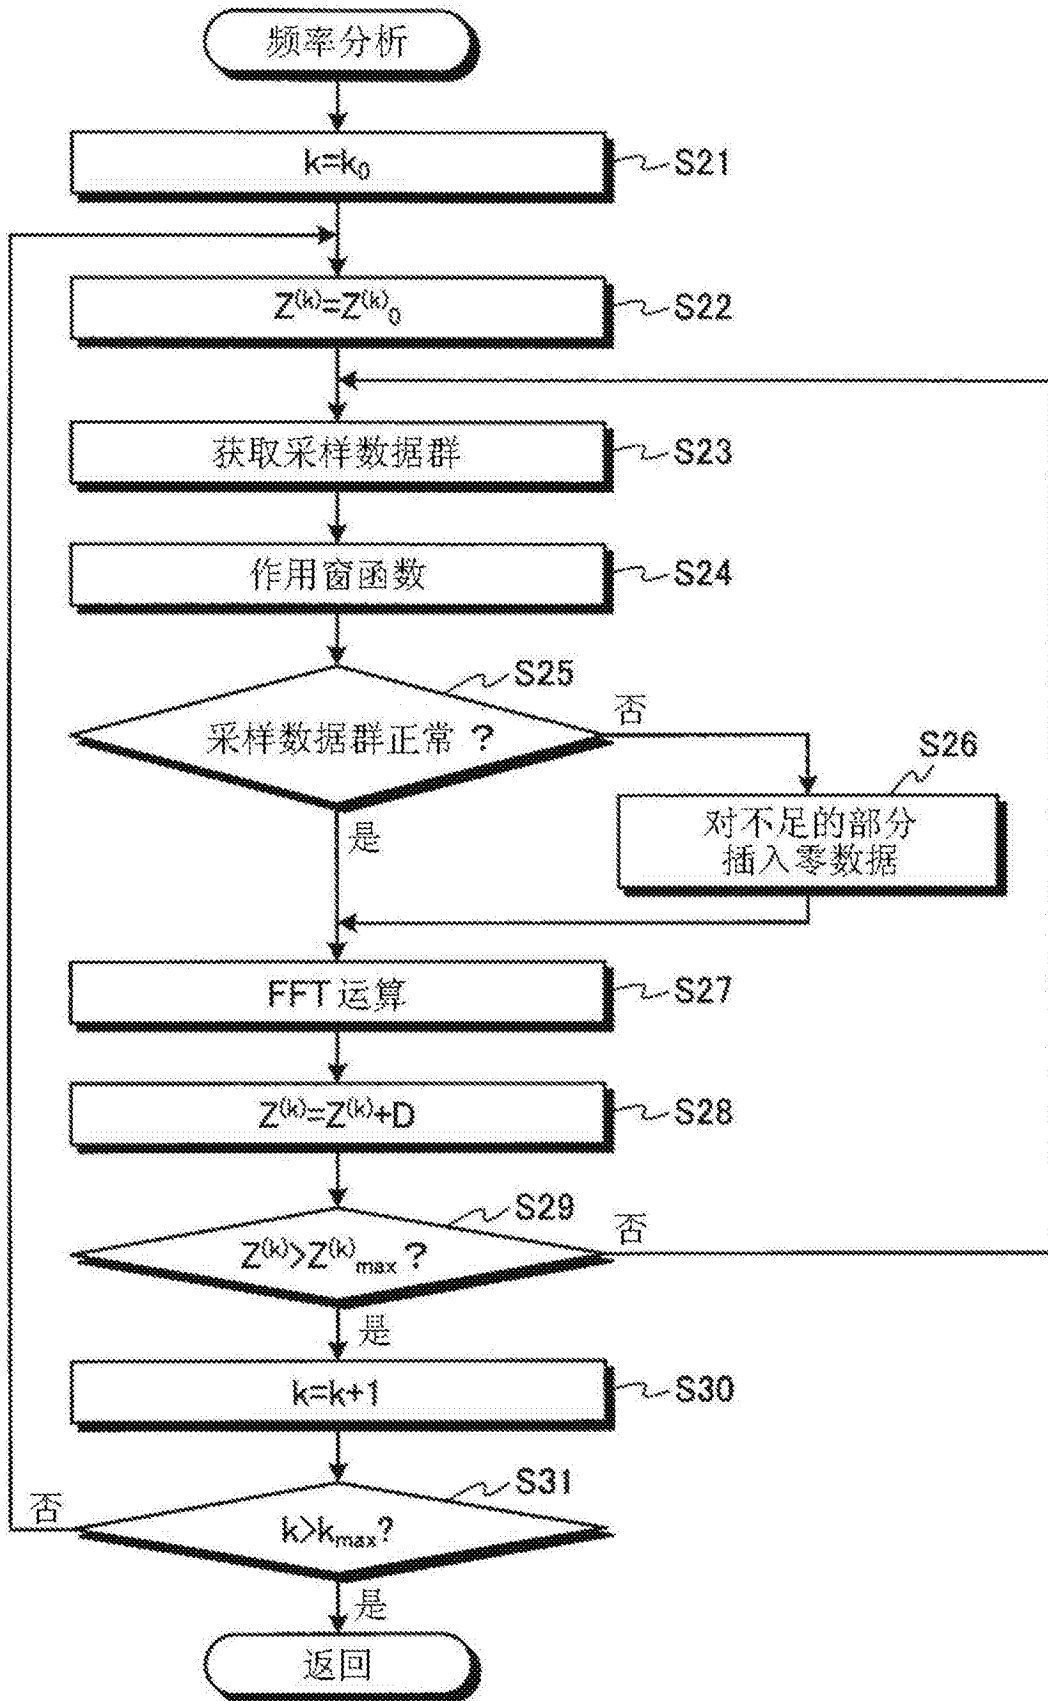 频率分析
k=k₀
S21
Z⁽ᵏ⁾=Z⁽ᵏ⁾₀
S22
获取采样数据群
S23
作用窗函数
S24
S25
采样数据群正常？
否
S26
对不足的部分
插入零数据
是
FFT 运算
S27
Z⁽ᵏ⁾=Z⁽ᵏ⁾+D
S28
S29
Z⁽ᵏ⁾>Z⁽ᵏ⁾max？
否
是
k=k+1
S30
S31
否
k>kmax?
是
返回